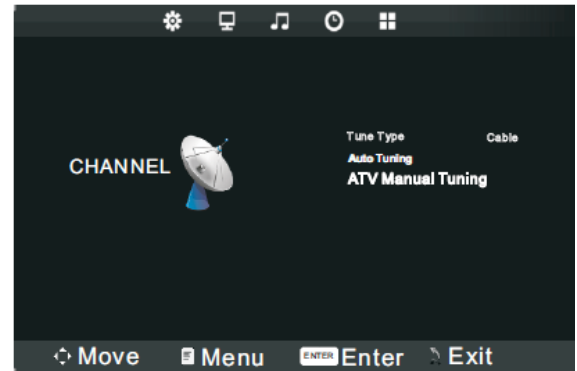 Tune Type Cable
Auto Tuning
CHANNEL
ATV Manual Tuning
Move Menu ENTER Enter Exit